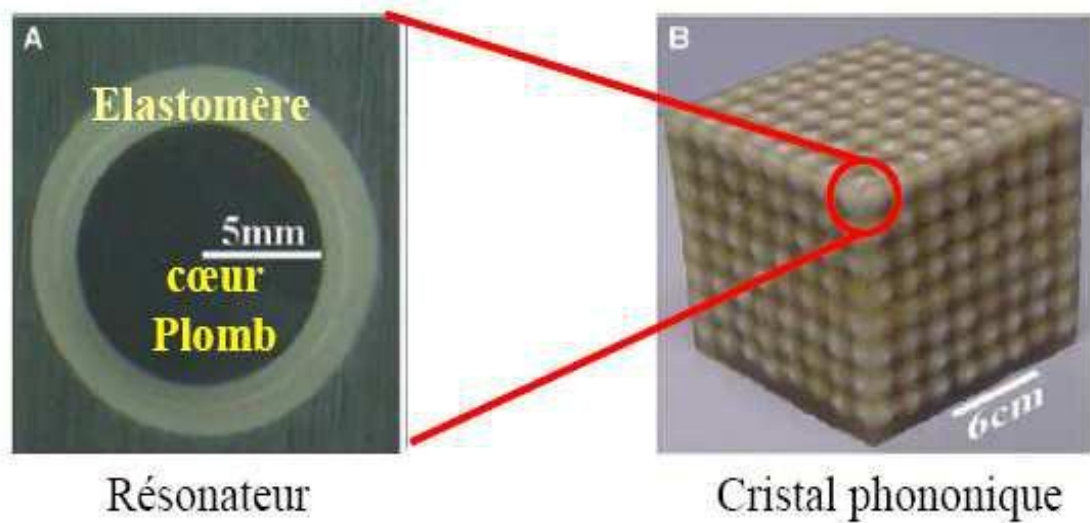 A
Elastomère
5mm
cœur
Plomb
B
6cm
Résonateur
Cristal phononique